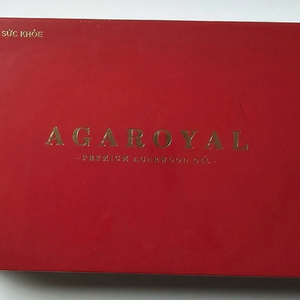 SỨC KHỎE
AGAROYAL
-PREMIUM AGARWOOD OIL-